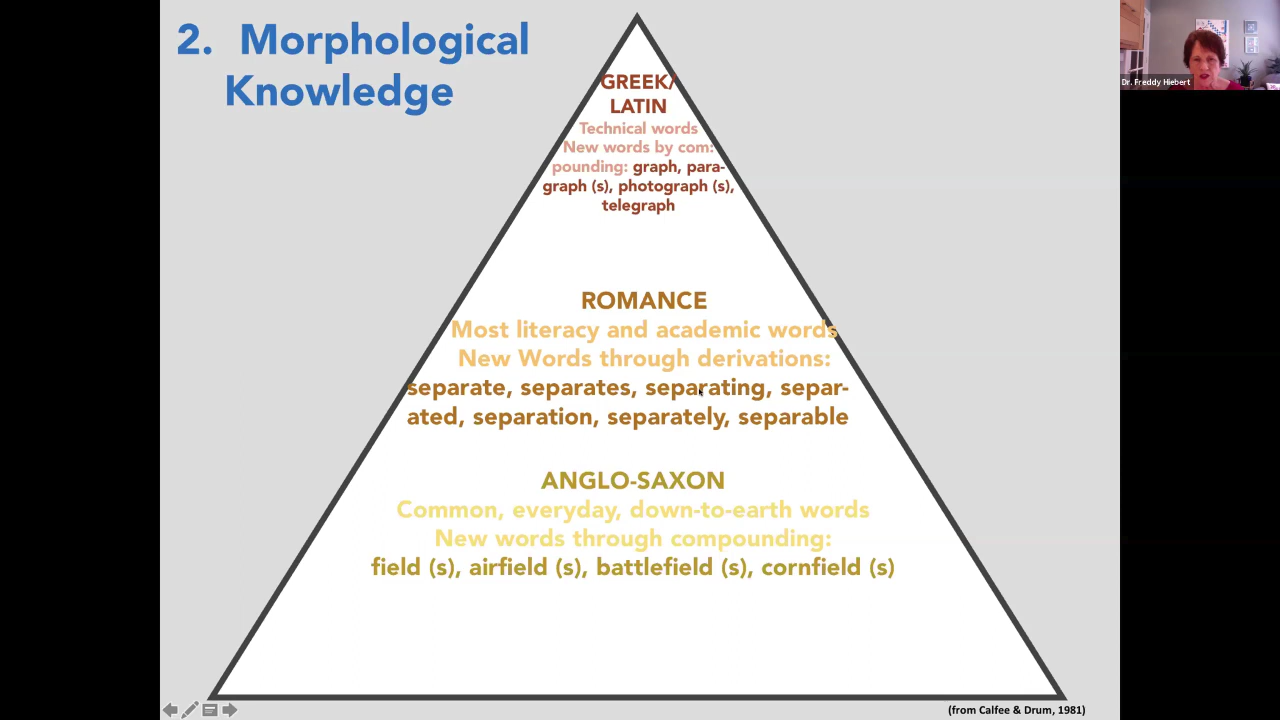 2. Morphological
Knowledge
GREEK/
LATIN
Technical words
New words by com:
pounding: graph, para-
graph (s), photograph (s),
telegraph
ROMANCE
Most literacy and academic words
New Words through derivations:
separate, separates, separating, separ-
ated, separation, separately, separable
ANGLO-SAXON
Common, everyday, down-to-earth words
New words through compounding:
field (s), airfield (s), battlefield (s), cornfield (s)
(from Calfee & Drum, 1981)
Dr. Freddy Hiebert